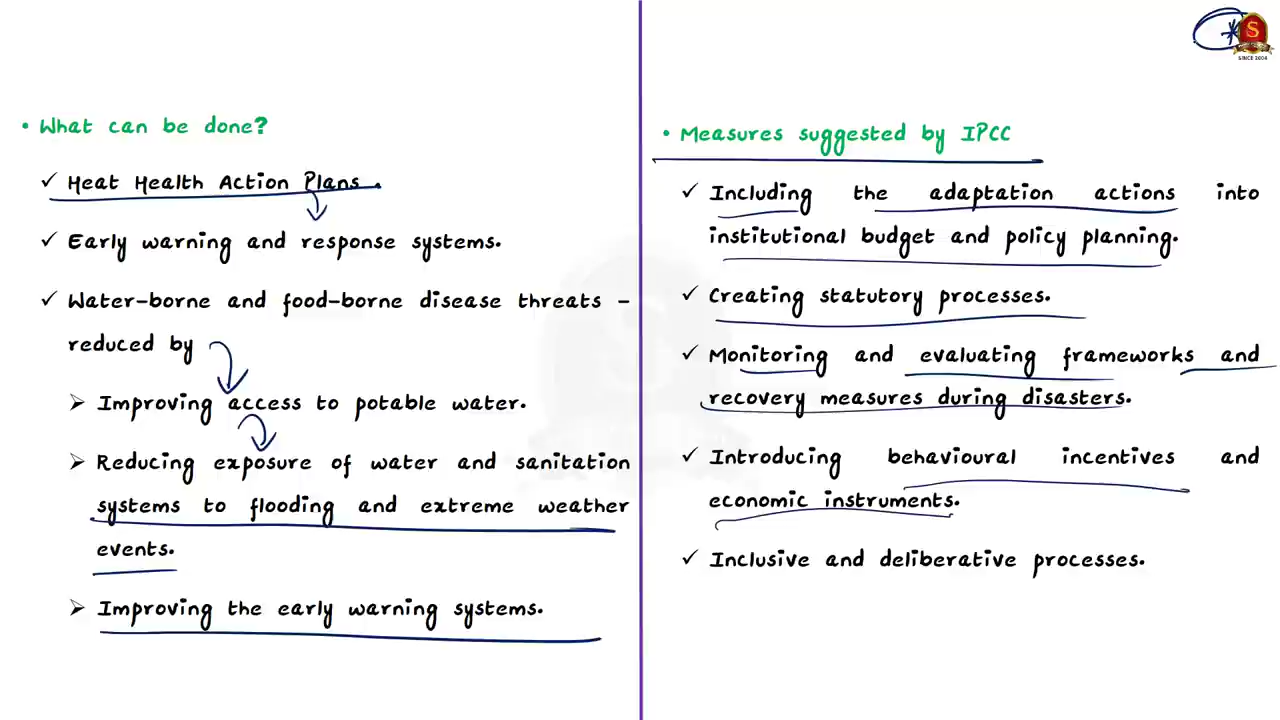 • What can be done?
✓ Heat Health Action Plans.
✓ Early warning and response systems.
✓ Water-borne and food-borne disease threats -
reduced by
➢ Improving access to potable water.
➢ Reducing exposure of water and sanitation
systems to flooding and extreme weather
events.
➢ Improving the early warning systems.
• Measures suggested by IPCC
✓ Including the adaptation actions into
institutional budget and policy planning.
✓ Creating statutory processes.
✓ Monitoring and evaluating frameworks and
recovery measures during disasters.
✓ Introducing behavioural incentives and
economic instruments.
✓ Inclusive and deliberative processes.
S
SINCE 2004